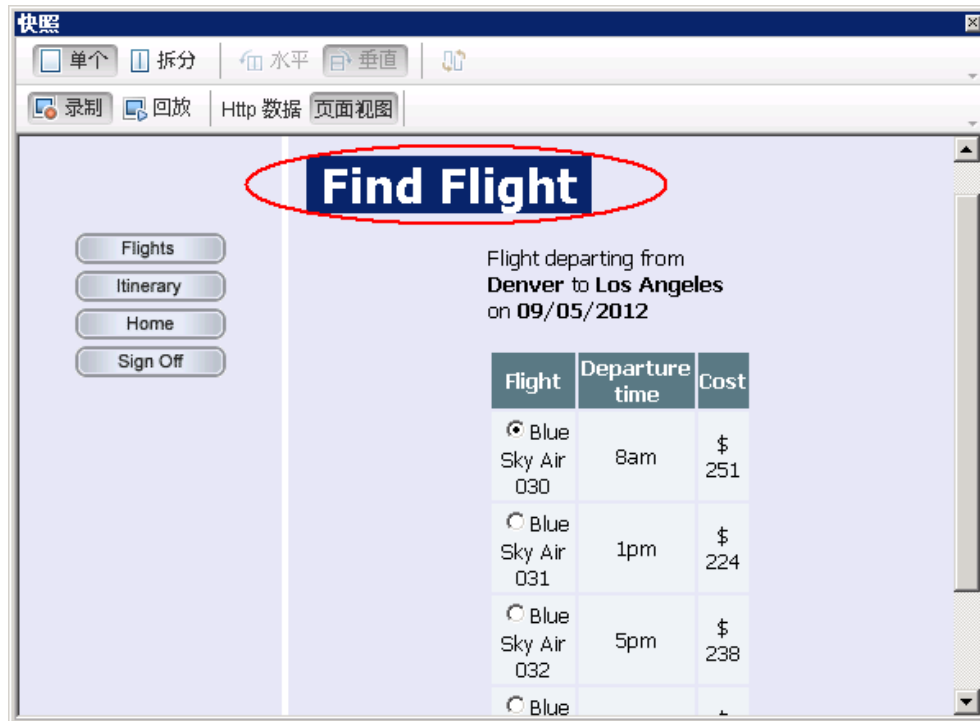 快照
单个 拆分 水平 垂直
录制 回放 Http 数据 页面视图
Find Flight
Flights
Itinerary
Home
Sign Off
Flight departing from
Denver to Los Angeles
on 09/05/2012
Flight Departure time Cost
Blue Sky Air 030 8am $ 251
Blue Sky Air 031 1pm $ 224
Blue Sky Air 032 5pm $ 238
Blue